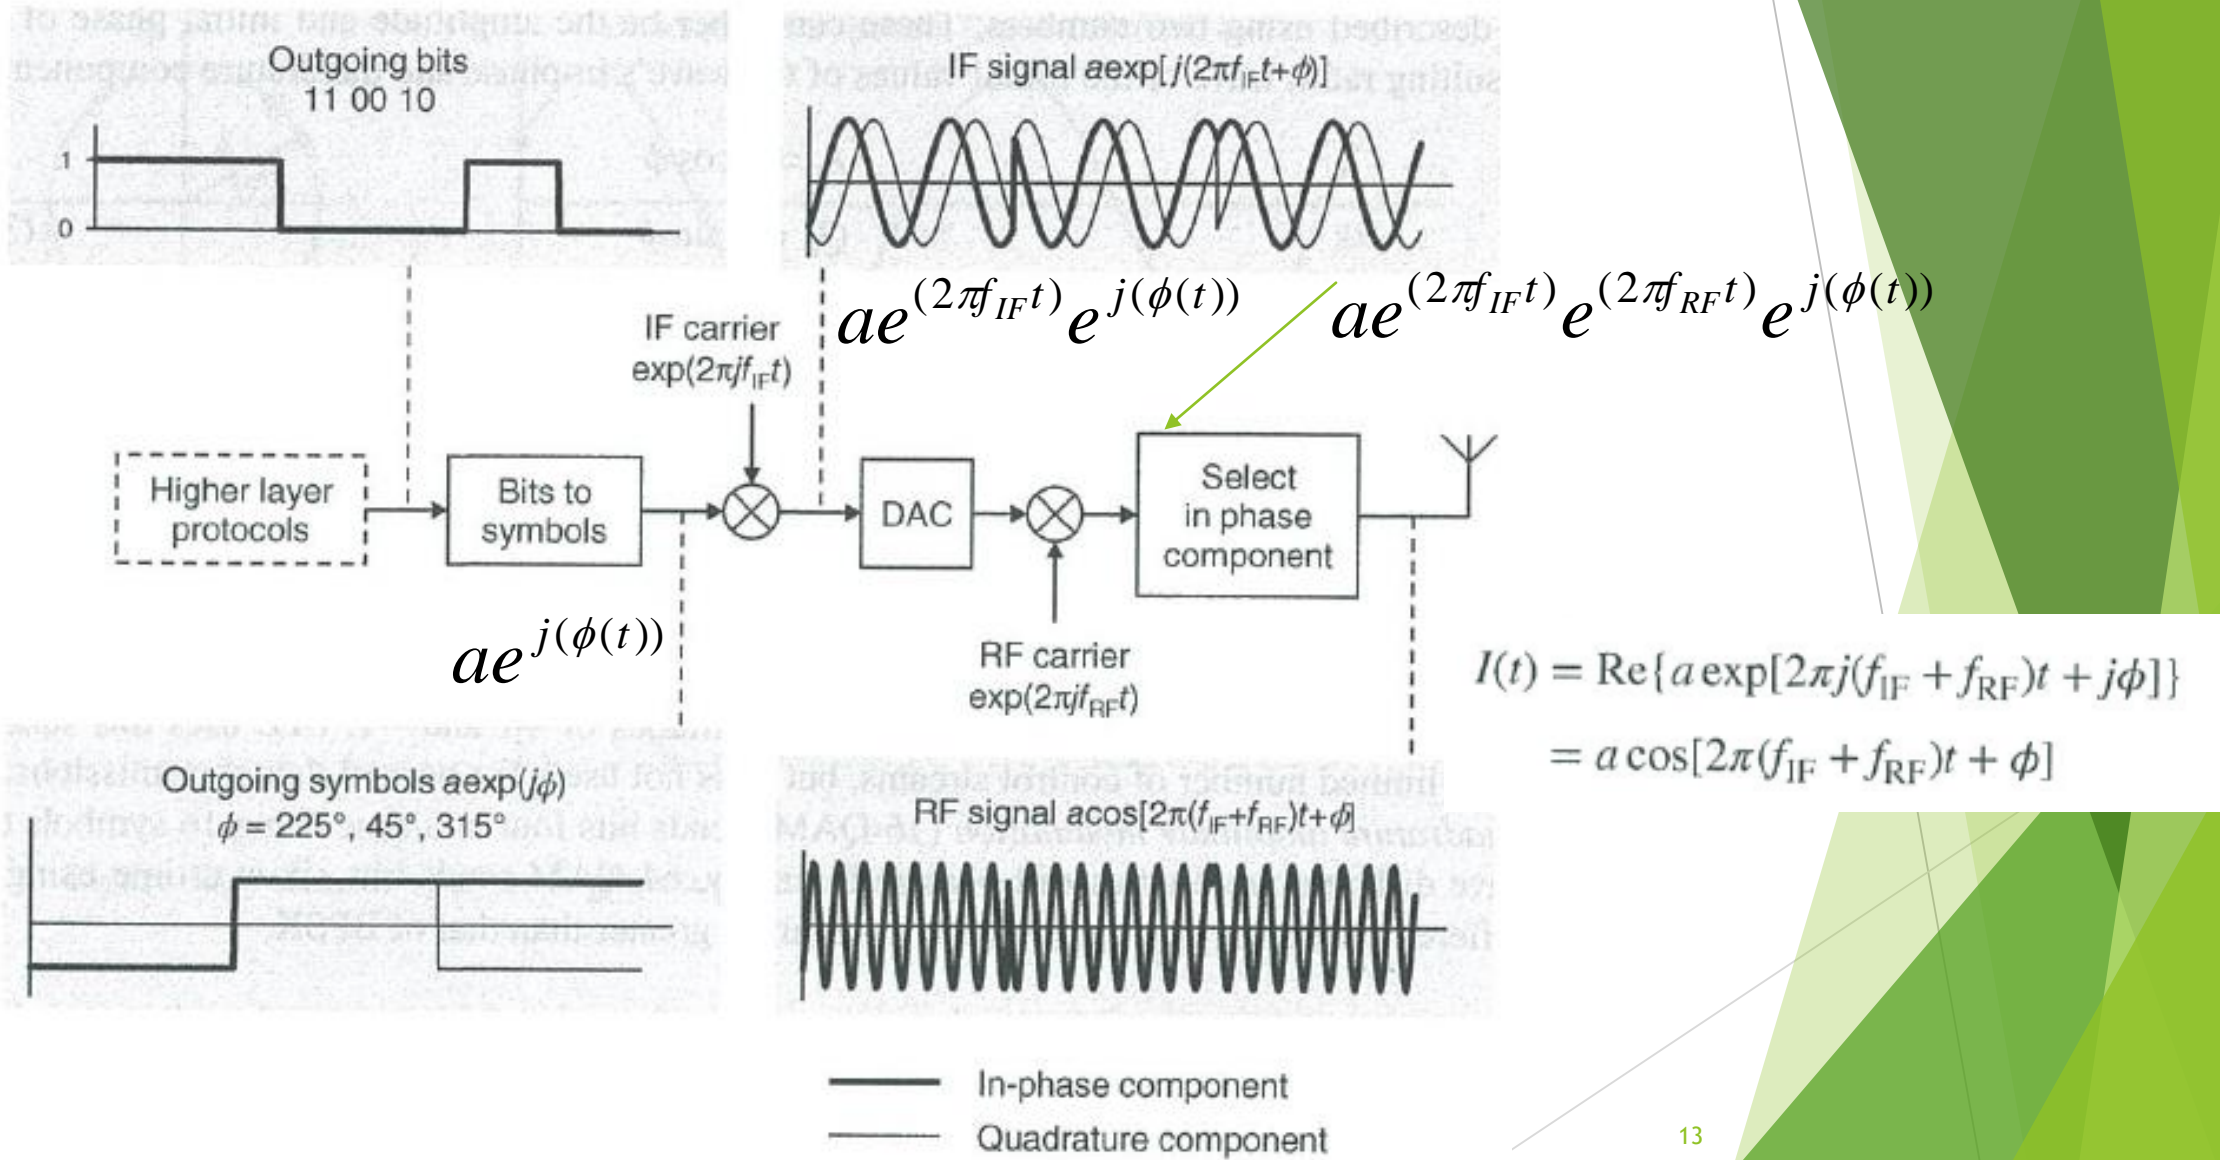 Outgoing bits
11 00 10
1
0
IF signal aexp[j(2πf_IF t+ϕ)]
ae^(2πf_IF t) e^j(ϕ(t))
ae^(2πf_IF t) e^(2πf_RF t) e^j(ϕ(t))
IF carrier
exp(2πjf_IF t)
Higher layer
protocols
Bits to
symbols
DAC
Select
in phase
component
ae^j(ϕ(t))
RF carrier
exp(2πjf_RF t)
I(t) = Re{a exp[2πj(f_IF + f_RF)t + jϕ]}
= a cos[2π(f_IF + f_RF)t + ϕ]
Outgoing symbols aexp(jϕ)
ϕ = 225°, 45°, 315°
RF signal acos[2π(f_IF+f_RF)t+ϕ]
In-phase component
Quadrature component
13